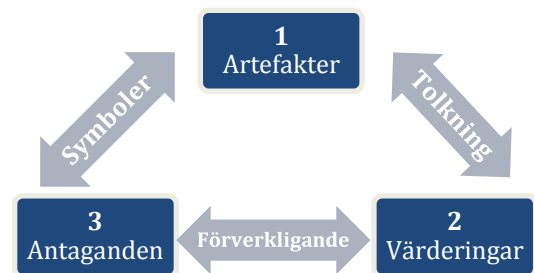 1
Artefakter
Symboler
Tolkning
3
Antaganden
Förverkligande
2
Värderingar